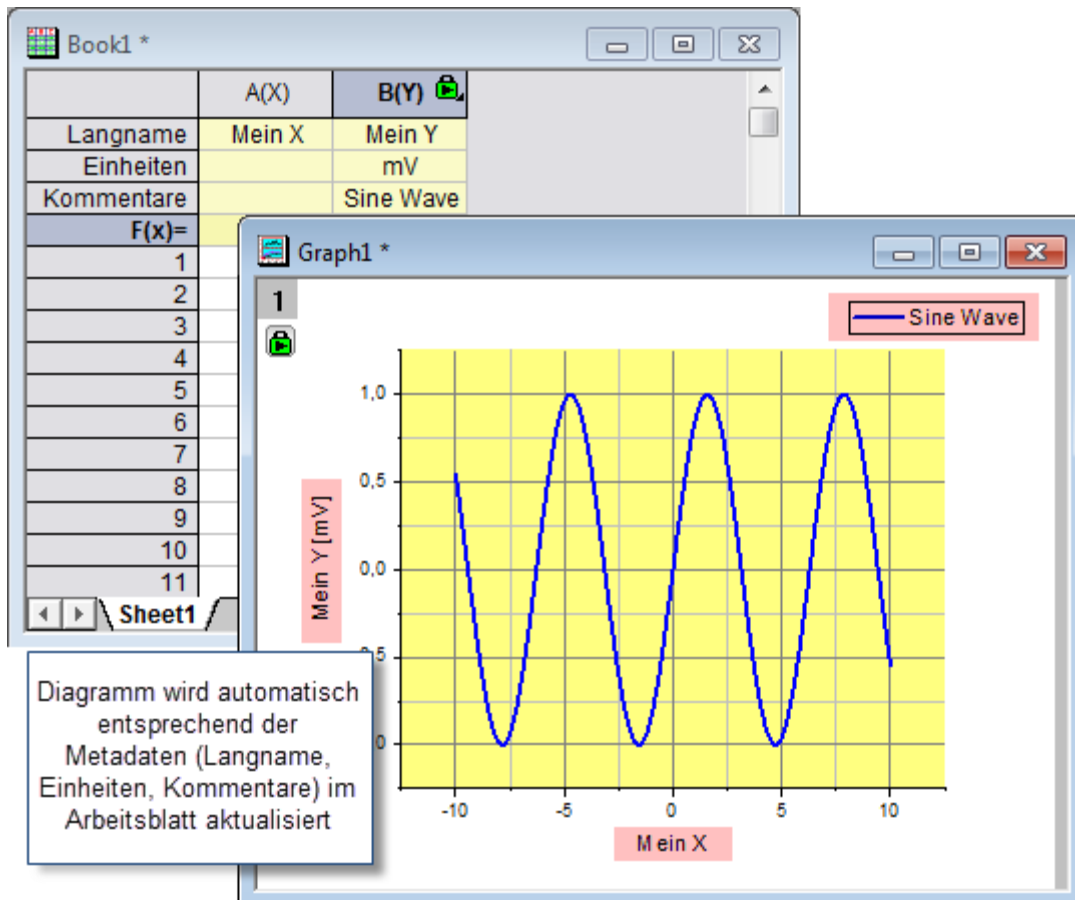 Book1 *
A(X) B(Y)
Langname Mein X Mein Y
Einheiten mV
Kommentare Sine Wave
F(x)=
1
2
3
4
5
6
7
8
9
10
11
Sheet1
Graph1 *
1
Sine Wave
1,0
0,5
0,0
,5
0
Mein Y [mV]
-10 -5 0 5 10
Mein X
Diagramm wird automatisch
entsprechend der
Metadaten (Langname,
Einheiten, Kommentare) im
Arbeitsblatt aktualisiert